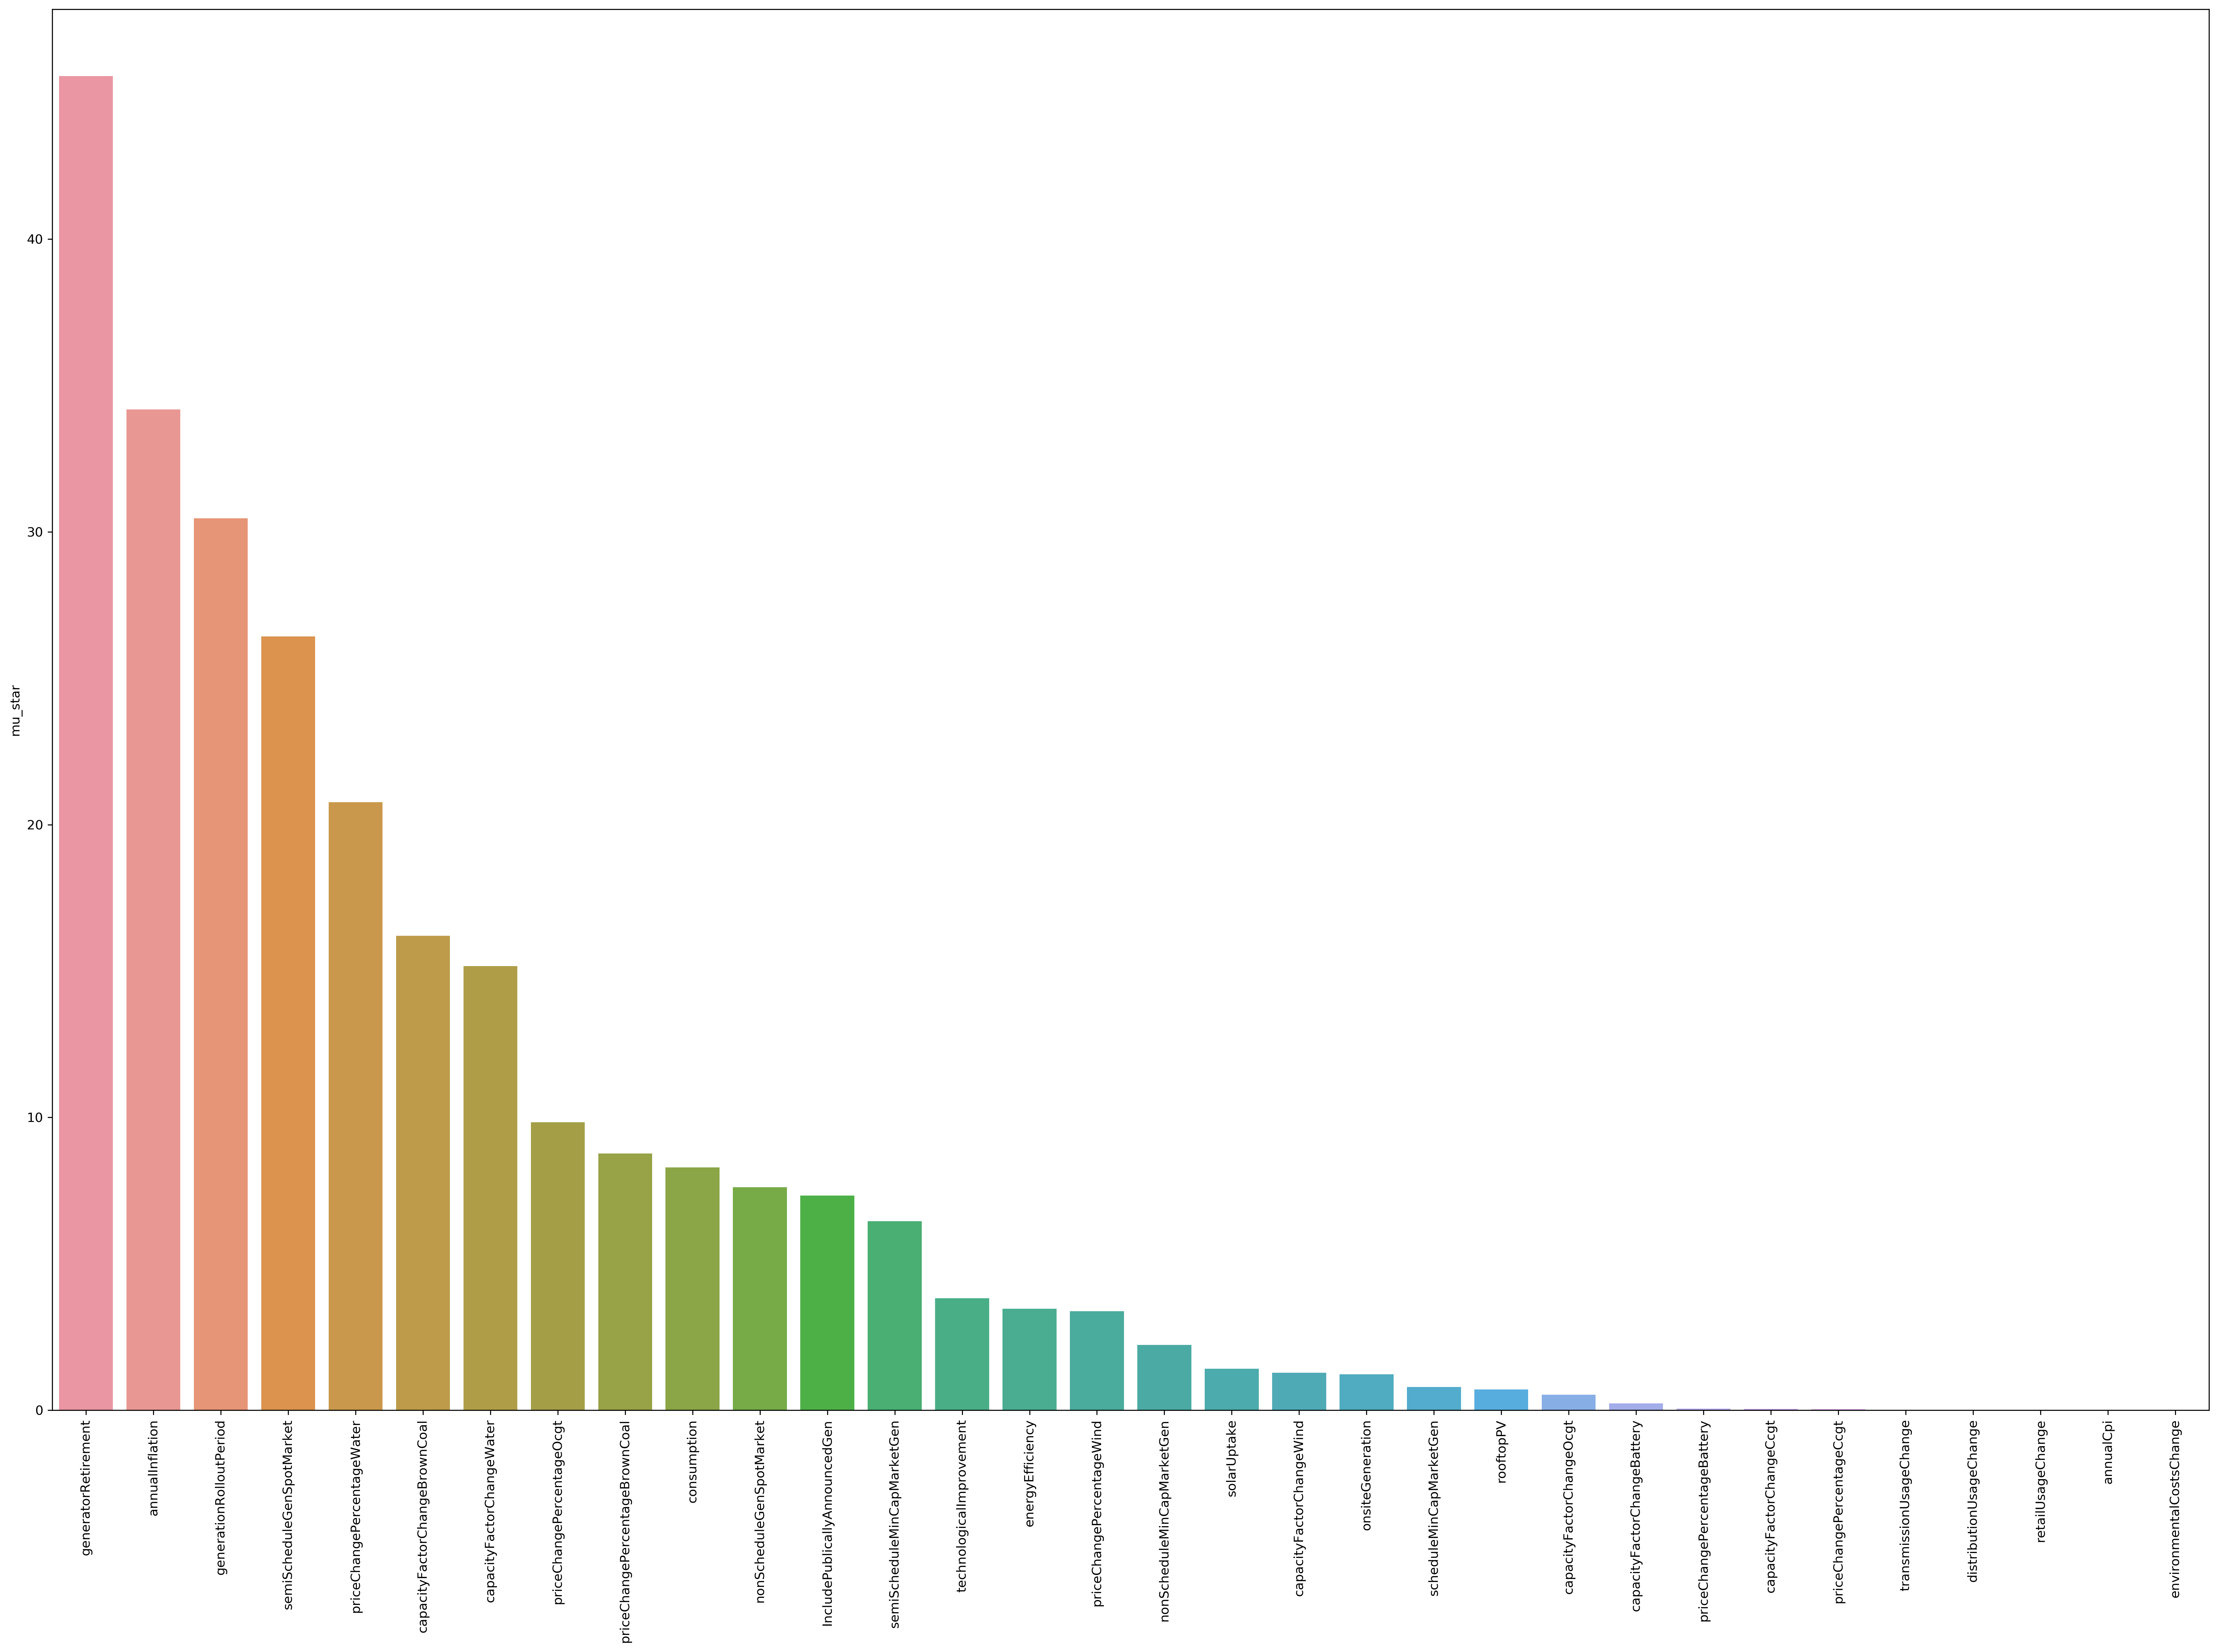 40
30
20
10
0
mu_star
generatorRetirement
annualInflation
generationRolloutPeriod
semiScheduleGenSpotMarket
priceChangePercentageWater
capacityFactorChangeBrownCoal
capacityFactorChangeWater
priceChangePercentageOcgt
priceChangePercentageBrownCoal
consumption
nonScheduleGenSpotMarket
IncludePublicallyAnnouncedGen
semiScheduleMinCapMarketGen
technologicalImprovement
energyEfficiency
priceChangePercentageWind
nonScheduleMinCapMarketGen
solarUptake
capacityFactorChangeWind
onsiteGeneration
scheduleMinCapMarketGen
rooftopPV
capacityFactorChangeOcgt
capacityFactorChangeBattery
priceChangePercentageBattery
capacityFactorChangeCcgt
priceChangePercentageCcgt
transmissionUsageChange
distributionUsageChange
retailUsageChange
annualCpi
environmentalCostsChange